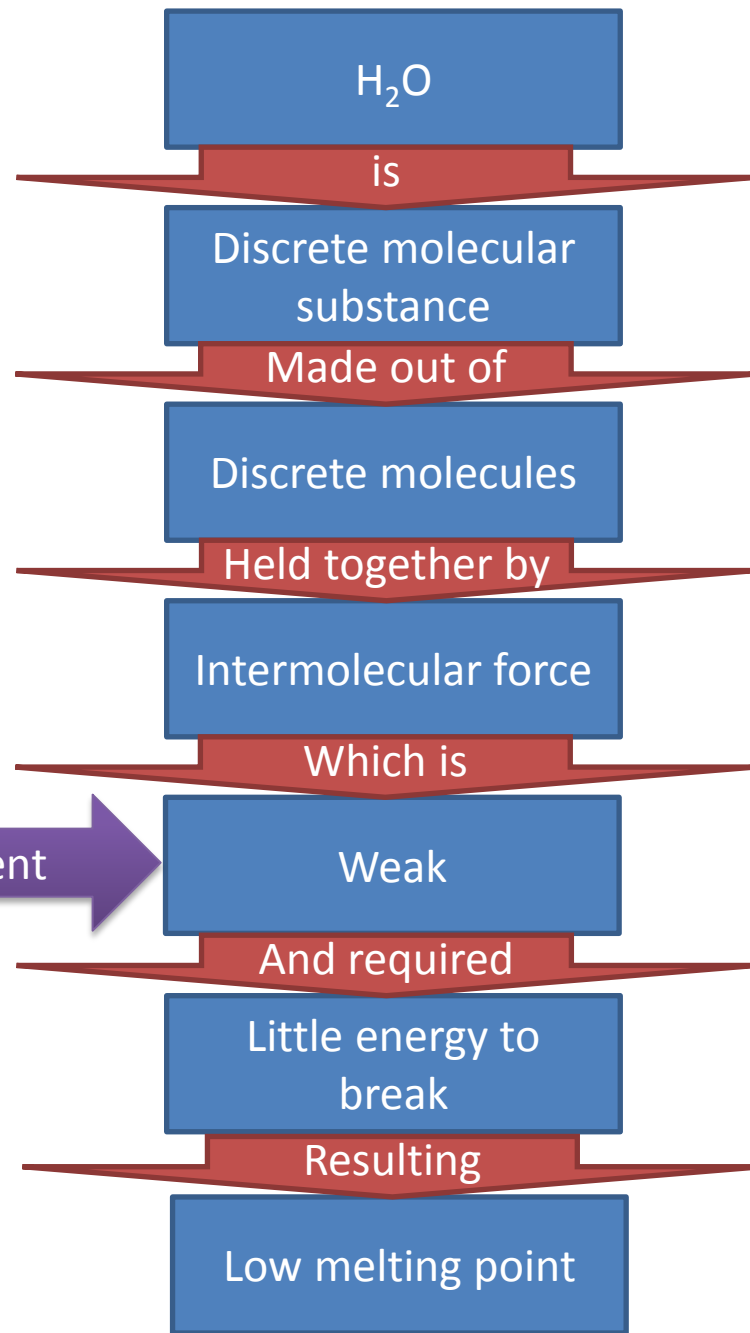 H₂O
is
Discrete molecular
substance
Made out of
Discrete molecules
Held together by
Intermolecular force
Which is
Weak
And required
Little energy to
break
Resulting
Low melting point